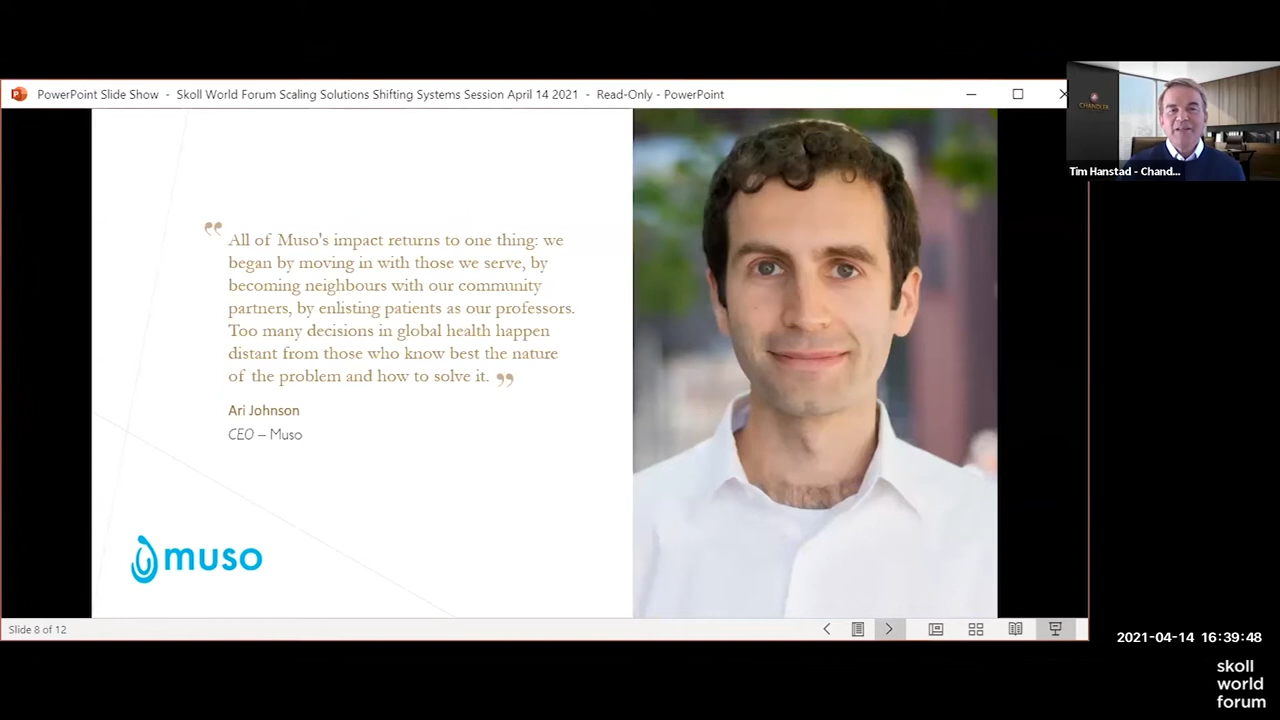 PowerPoint Slide Show - Skoll World Forum Scaling Solutions Shifting Systems Session April 14 2021 - Read-Only - PowerPoint
CHANDLER
Tim Hanstad - Chand...
“
All of Muso's impact returns to one thing: we
began by moving in with those we serve, by
becoming neighbours with our community
partners, by enlisting patients as our professors.
Too many decisions in global health happen
distant from those who know best the nature
of the problem and how to solve it. ”
Ari Johnson
CEO – Muso
muso
Slide 8 of 12
2021-04-14 16:39:48
skoll
world
forum